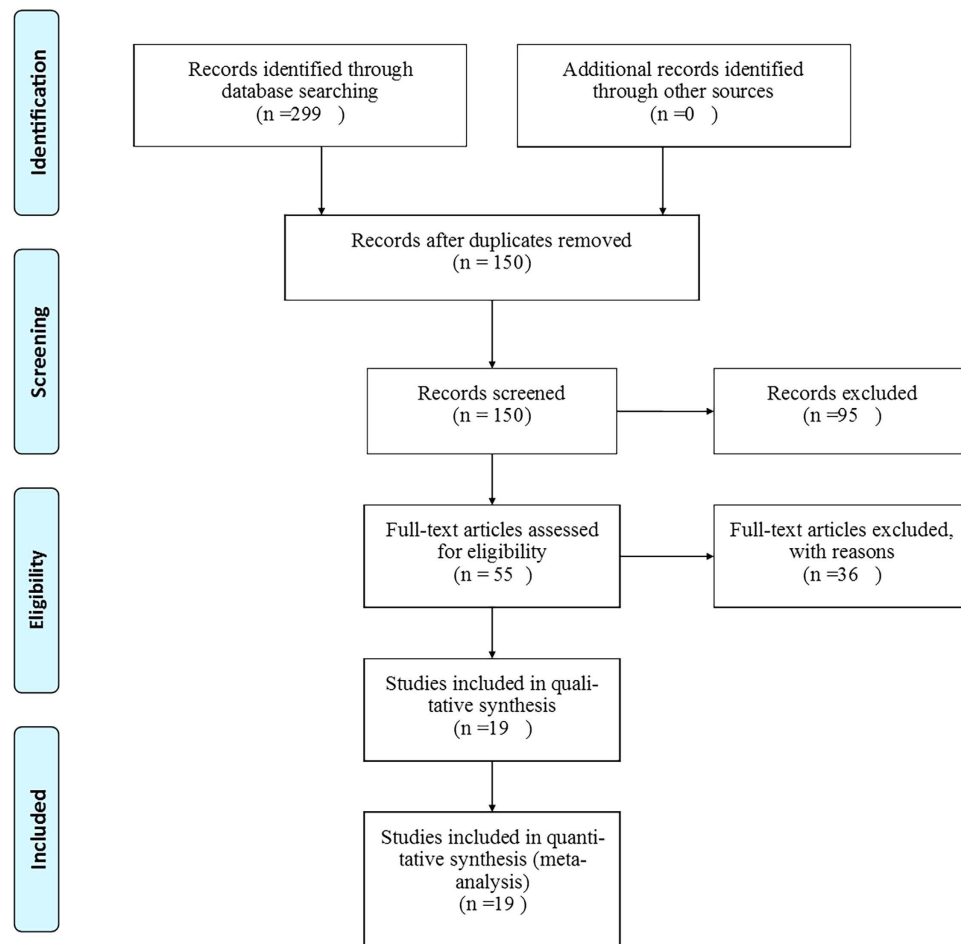 Identification
Records identified through
database searching
(n =299 )
Additional records identified
through other sources
(n =0 )
Records after duplicates removed
(n = 150)
Screening
Records screened
(n = 150)
Records excluded
(n =95 )
Eligibility
Full-text articles assessed
for eligibility
(n = 55 )
Full-text articles excluded,
with reasons
(n =36 )
Studies included in quali-
tative synthesis
(n =19 )
Included
Studies included in quanti-
tative synthesis (meta-
analysis)
(n =19 )